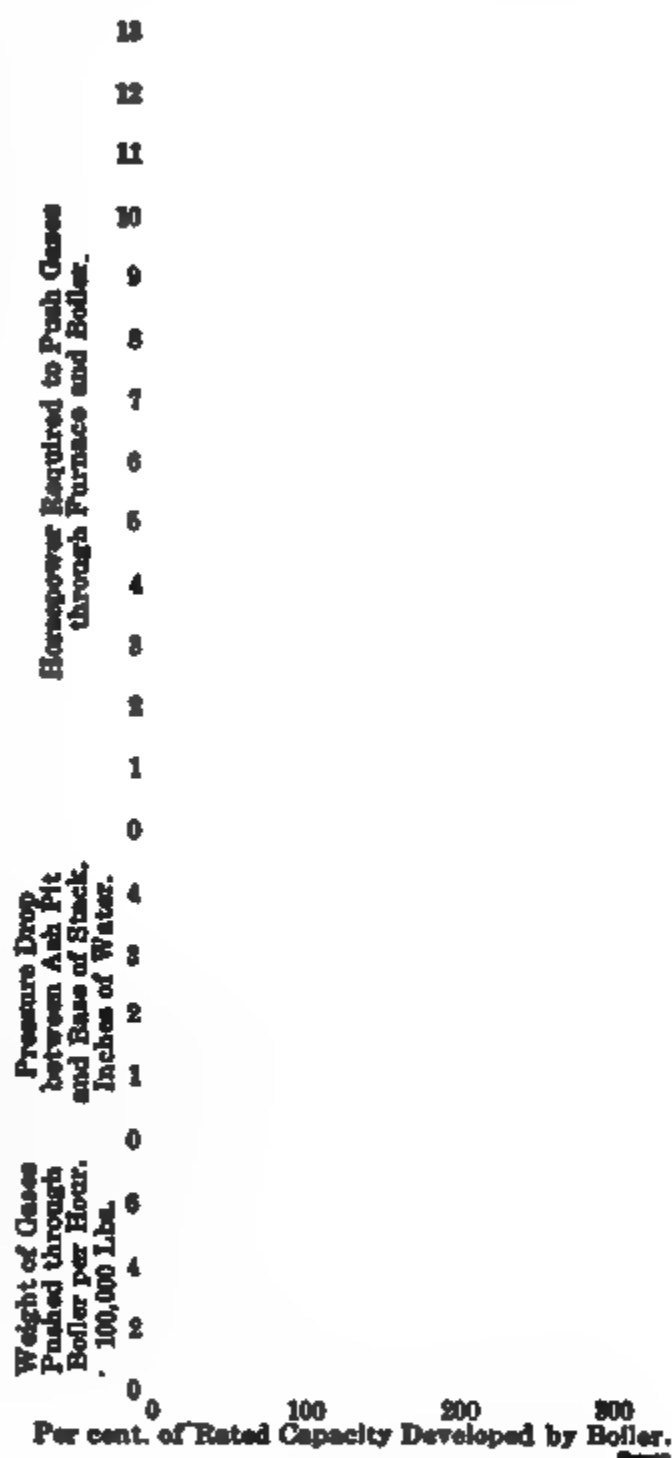 13
12
11
10
9
8
7
6
5
4
3
2
1
0
Horsepower Required to Push Gases
through Furnace and Boiler.
4
3
2
1
0
Pressure Drop
between Ash Pit
and Base of Stack.
Inches of Water.
6
4
2
0
Weight of Gases
Pushed through
Boiler per Hour.
100,000 Lbs.
0 100 200 300
Per cent. of Rated Capacity Developed by Boiler.